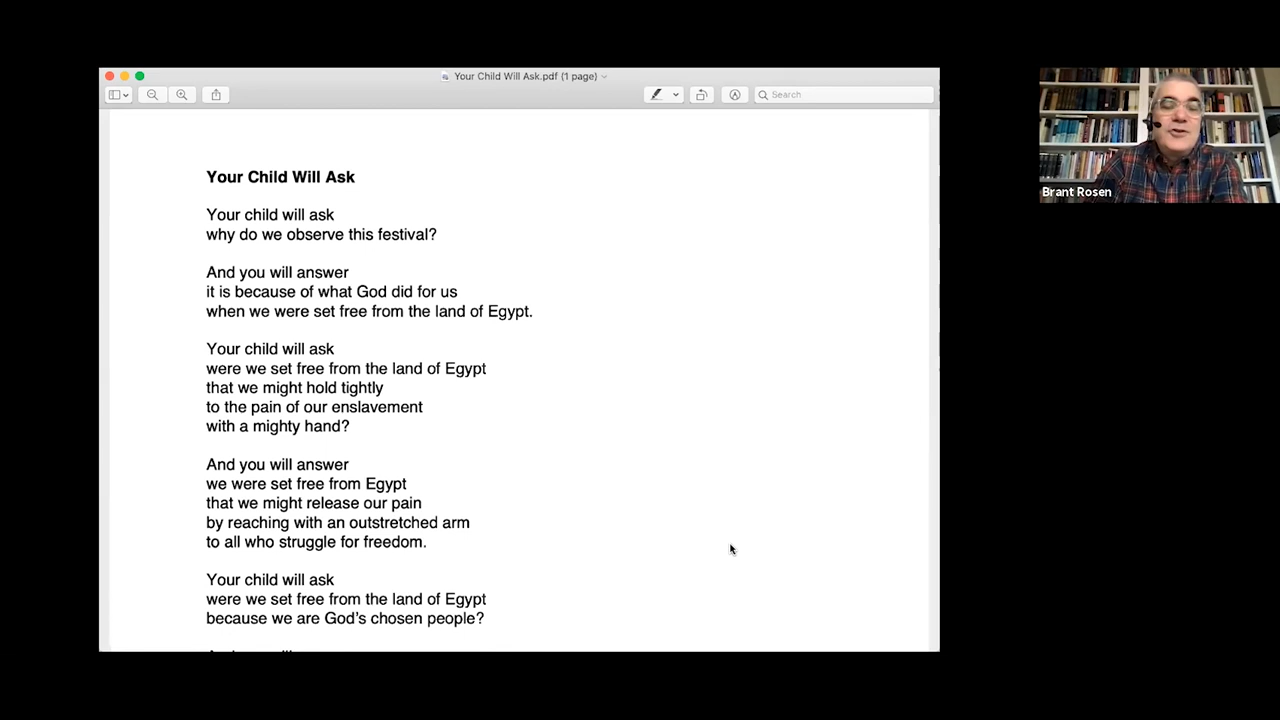 Your Child Will Ask.pdf (1 page)
Search
Your Child Will Ask
Your child will ask
why do we observe this festival?
And you will answer
it is because of what God did for us
when we were set free from the land of Egypt.
Your child will ask
were we set free from the land of Egypt
that we might hold tightly
to the pain of our enslavement
with a mighty hand?
And you will answer
we were set free from Egypt
that we might release our pain
by reaching with an outstretched arm
to all who struggle for freedom.
Your child will ask
were we set free from the land of Egypt
because we are God's chosen people?
Brant Rosen